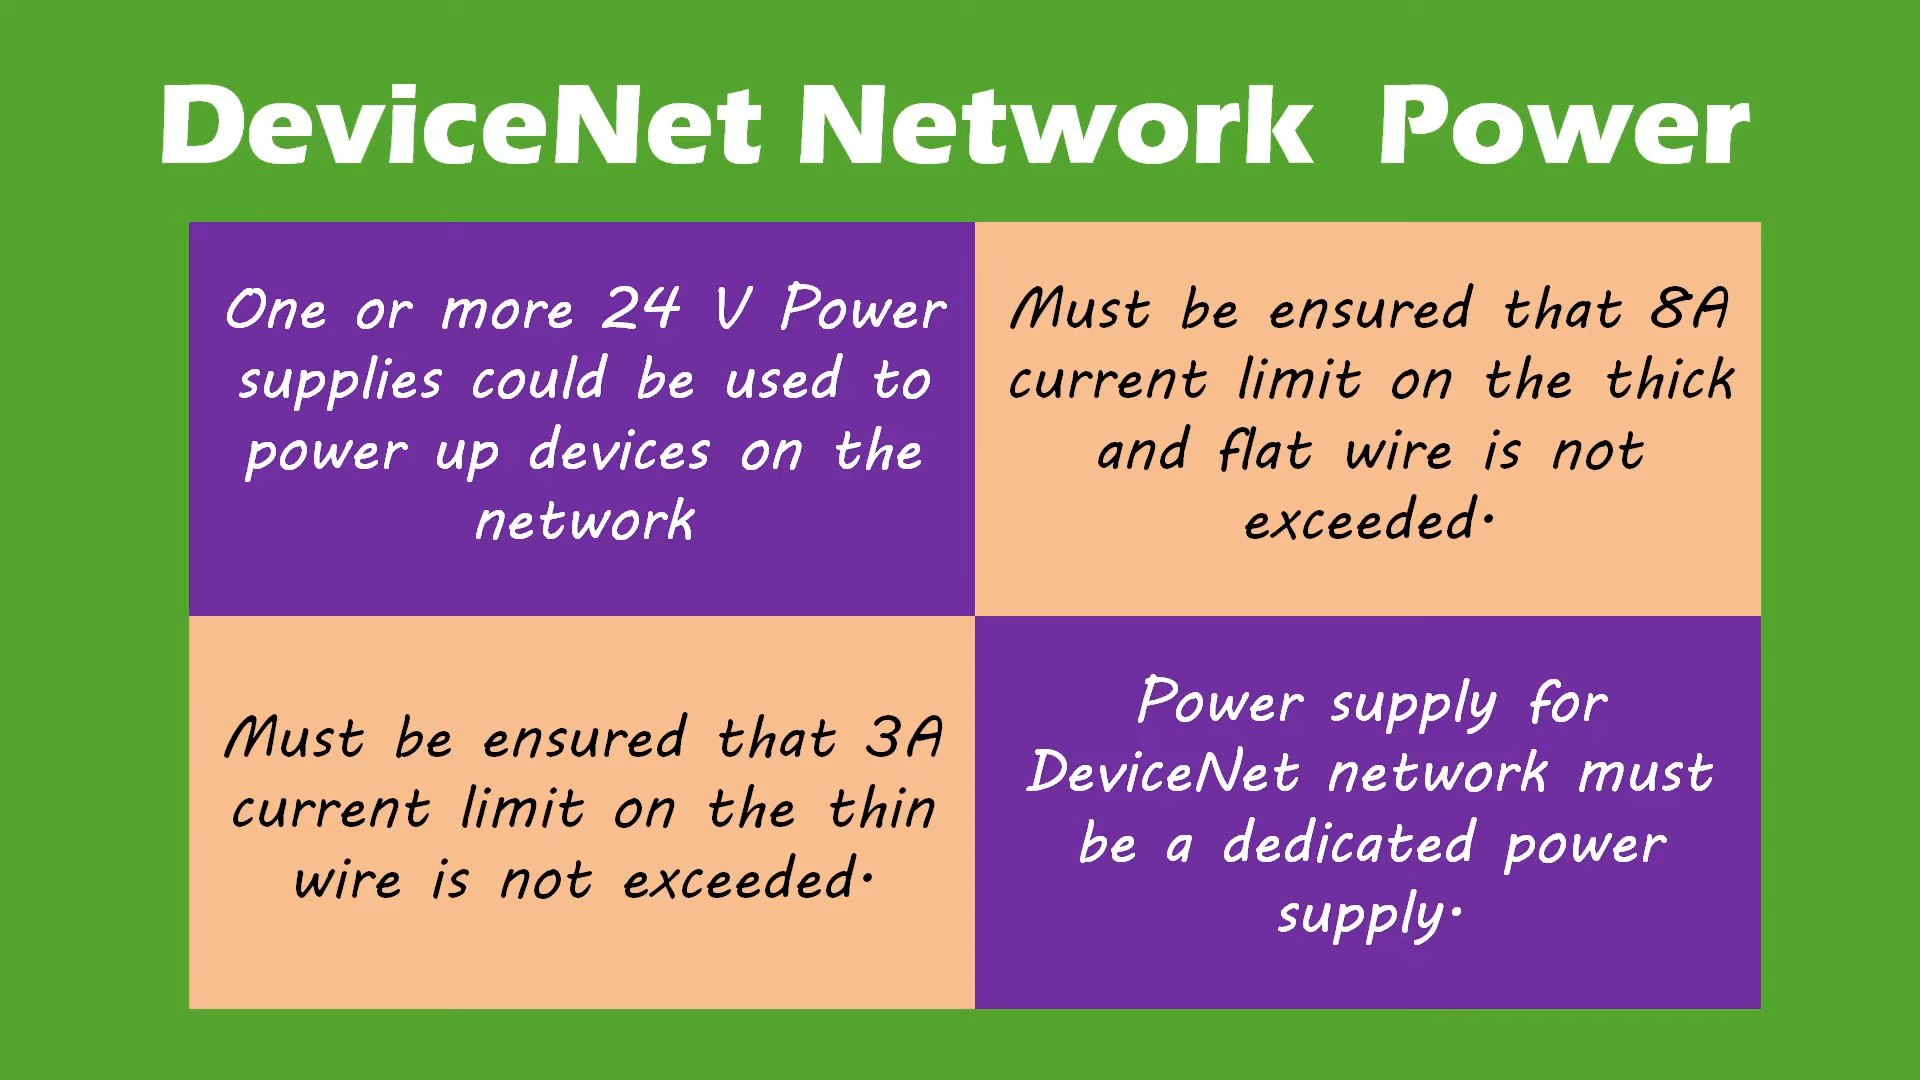 DeviceNet Network Power
One or more 24 V Power
supplies could be used to
power up devices on the
network
Must be ensured that 8A
current limit on the thick
and flat wire is not
exceeded.
Must be ensured that 3A
current limit on the thin
wire is not exceeded.
Power supply for
DeviceNet network must
be a dedicated power
supply.